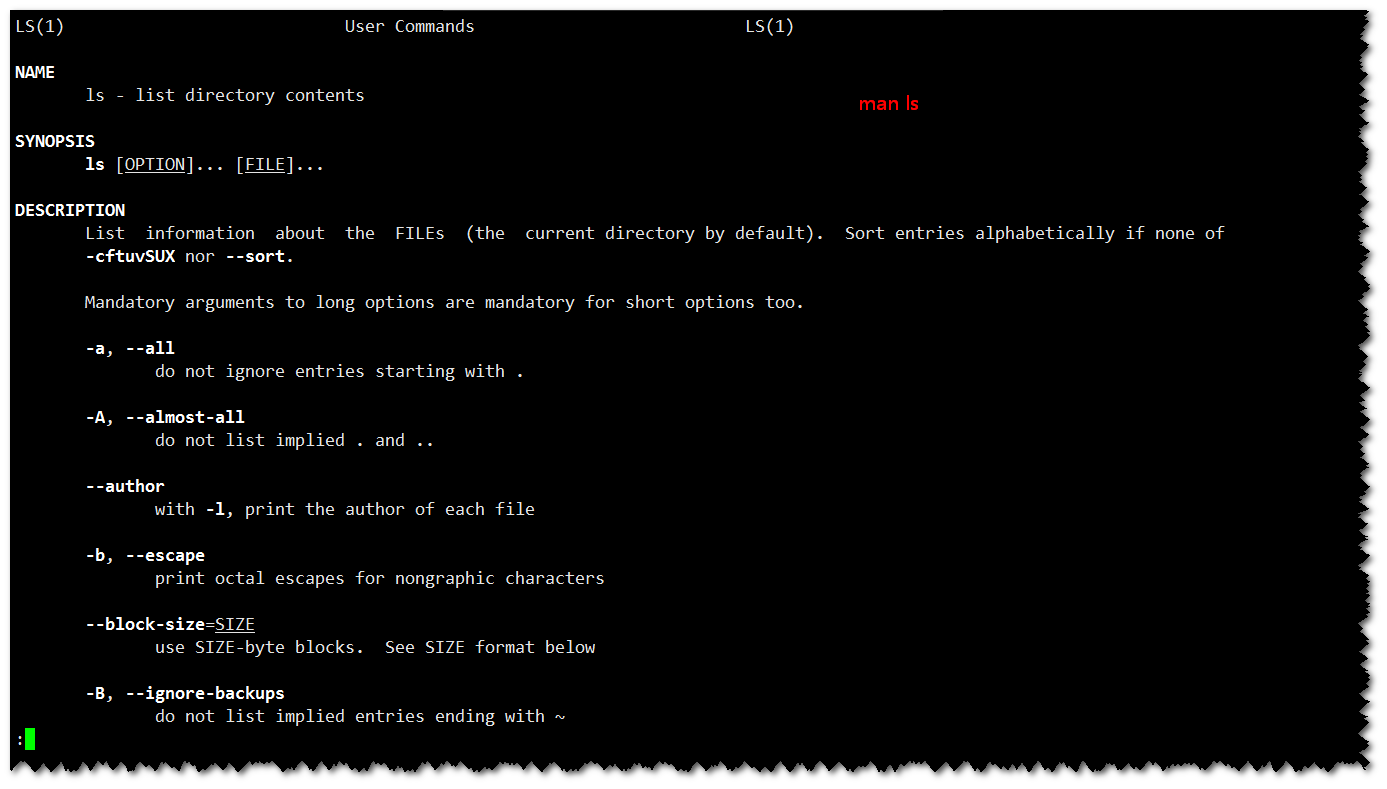 LS(1) User Commands LS(1)
NAME
ls - list directory contents
man ls
SYNOPSIS
ls [OPTION]... [FILE]...
DESCRIPTION
List information about the FILEs (the current directory by default). Sort entries alphabetically if none of
-cftuvSUX nor --sort.
Mandatory arguments to long options are mandatory for short options too.
-a, --all
do not ignore entries starting with .
-A, --almost-all
do not list implied . and ..
--author
with -l, print the author of each file
-b, --escape
print octal escapes for nongraphic characters
--block-size=SIZE
use SIZE-byte blocks. See SIZE format below
-B, --ignore-backups
do not list implied entries ending with ~
: